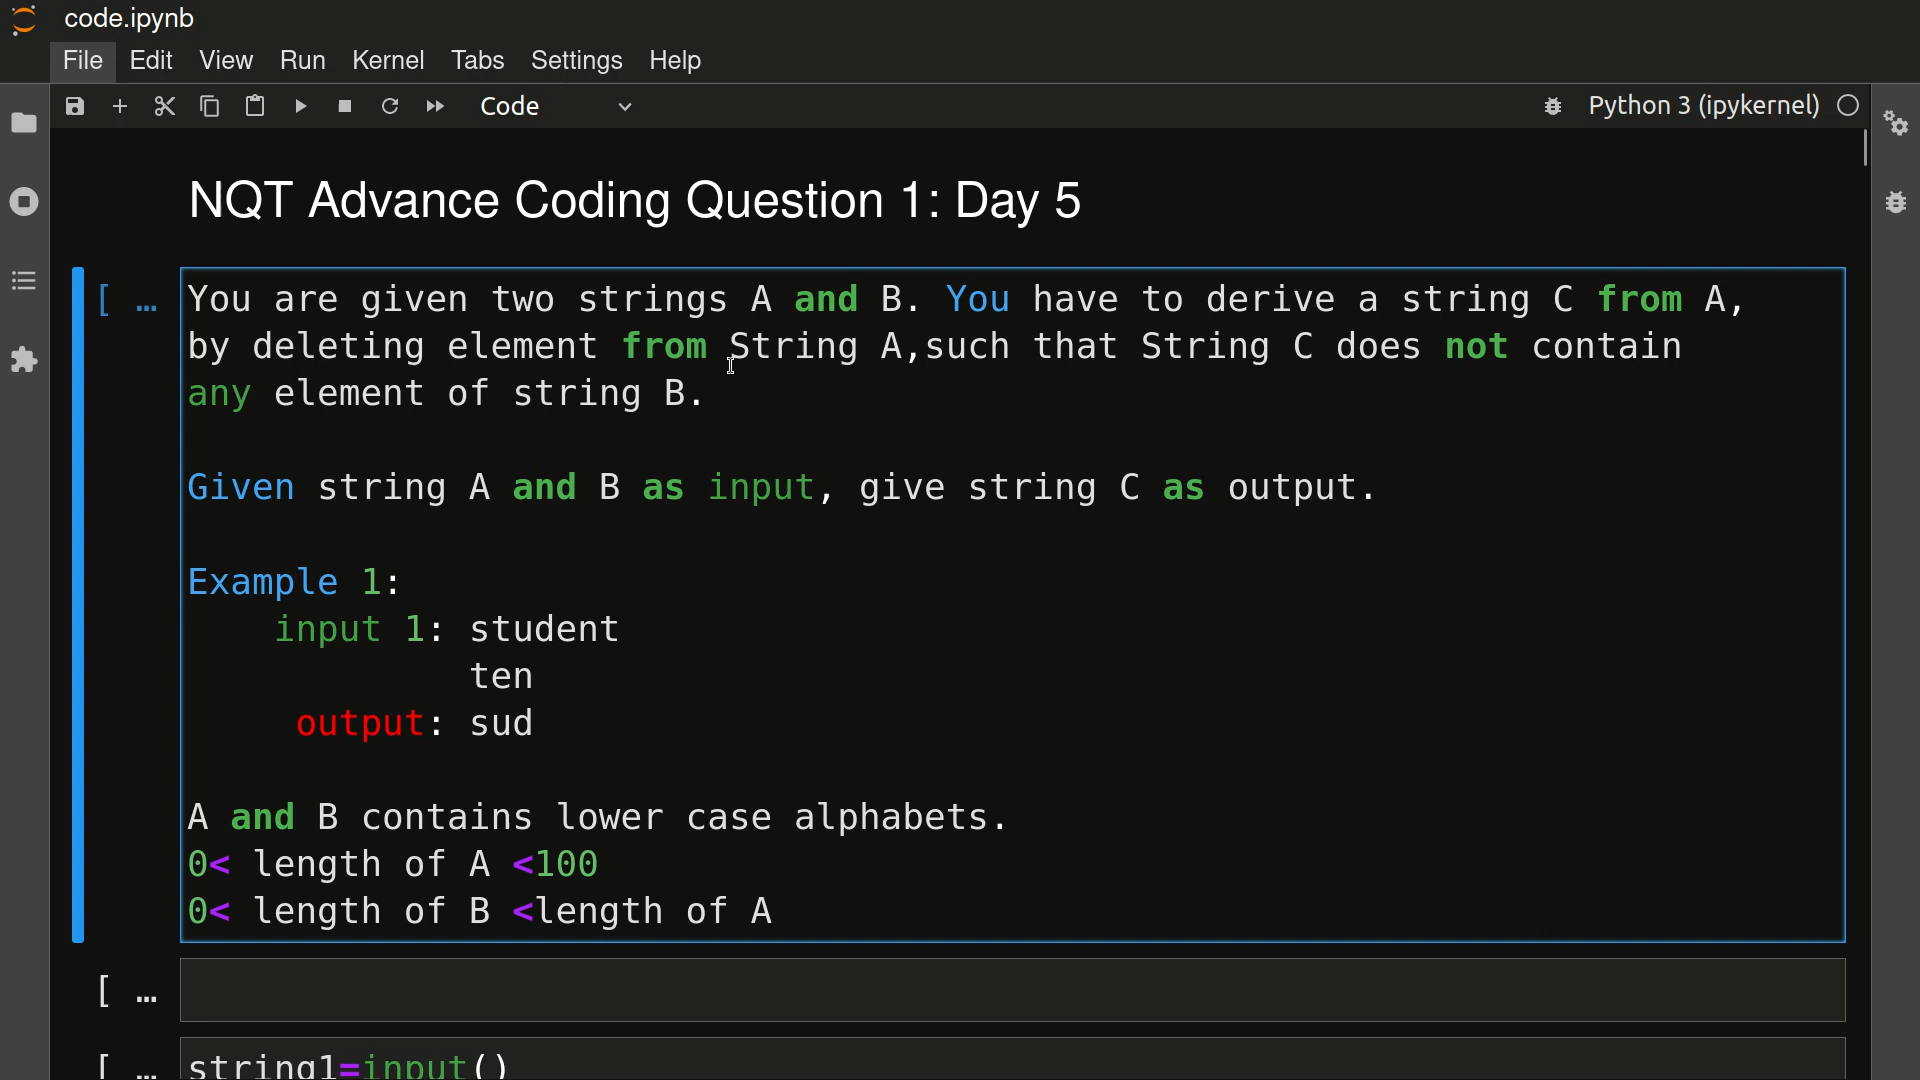 code.ipynb
File Edit View Run Kernel Tabs Settings Help
Code Python 3 (ipykernel)
NQT Advance Coding Question 1: Day 5
[ … You are given two strings A and B. You have to derive a string C from A,
by deleting element from String A,such that String C does not contain
any element of string B.
Given string A and B as input, give string C as output.
Example 1:
input 1: student
ten
output: sud
A and B contains lower case alphabets.
0< length of A <100
0< length of B <length of A
[ …
[ … string1=input()